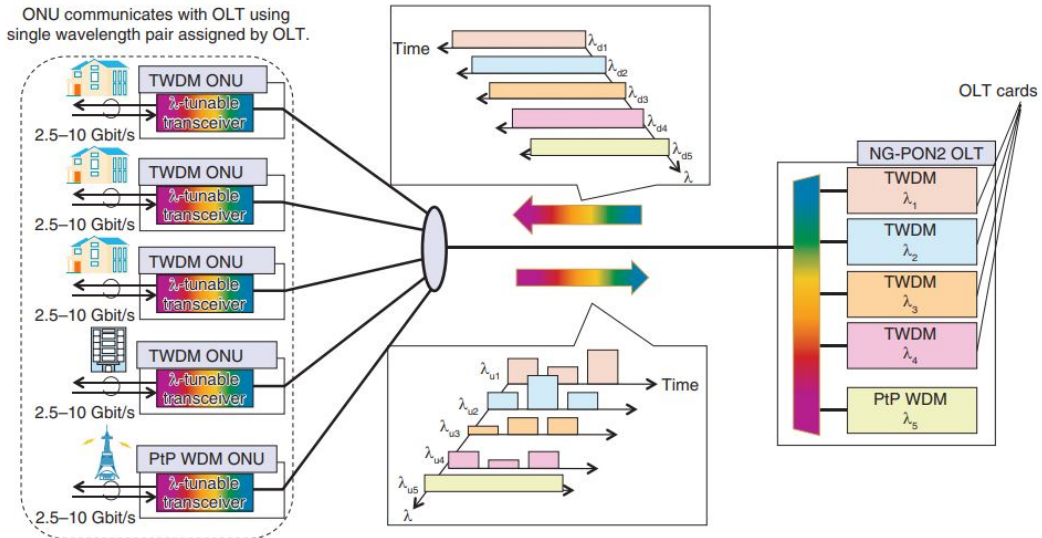 ONU communicates with OLT using
single wavelength pair assigned by OLT.
TWDM ONU
λ-tunable
transceiver
2.5–10 Gbit/s
TWDM ONU
λ-tunable
transceiver
2.5–10 Gbit/s
TWDM ONU
λ-tunable
transceiver
2.5–10 Gbit/s
TWDM ONU
λ-tunable
transceiver
2.5–10 Gbit/s
PtP WDM ONU
λ-tunable
transceiver
2.5–10 Gbit/s
Time
λd1
λd2
λd3
λd4
λd5
λ
λu1
Time
λu2
λu3
λu4
λu5
λ
OLT cards
NG-PON2 OLT
TWDM
λ1
TWDM
λ2
TWDM
λ3
TWDM
λ4
PtP WDM
λ5